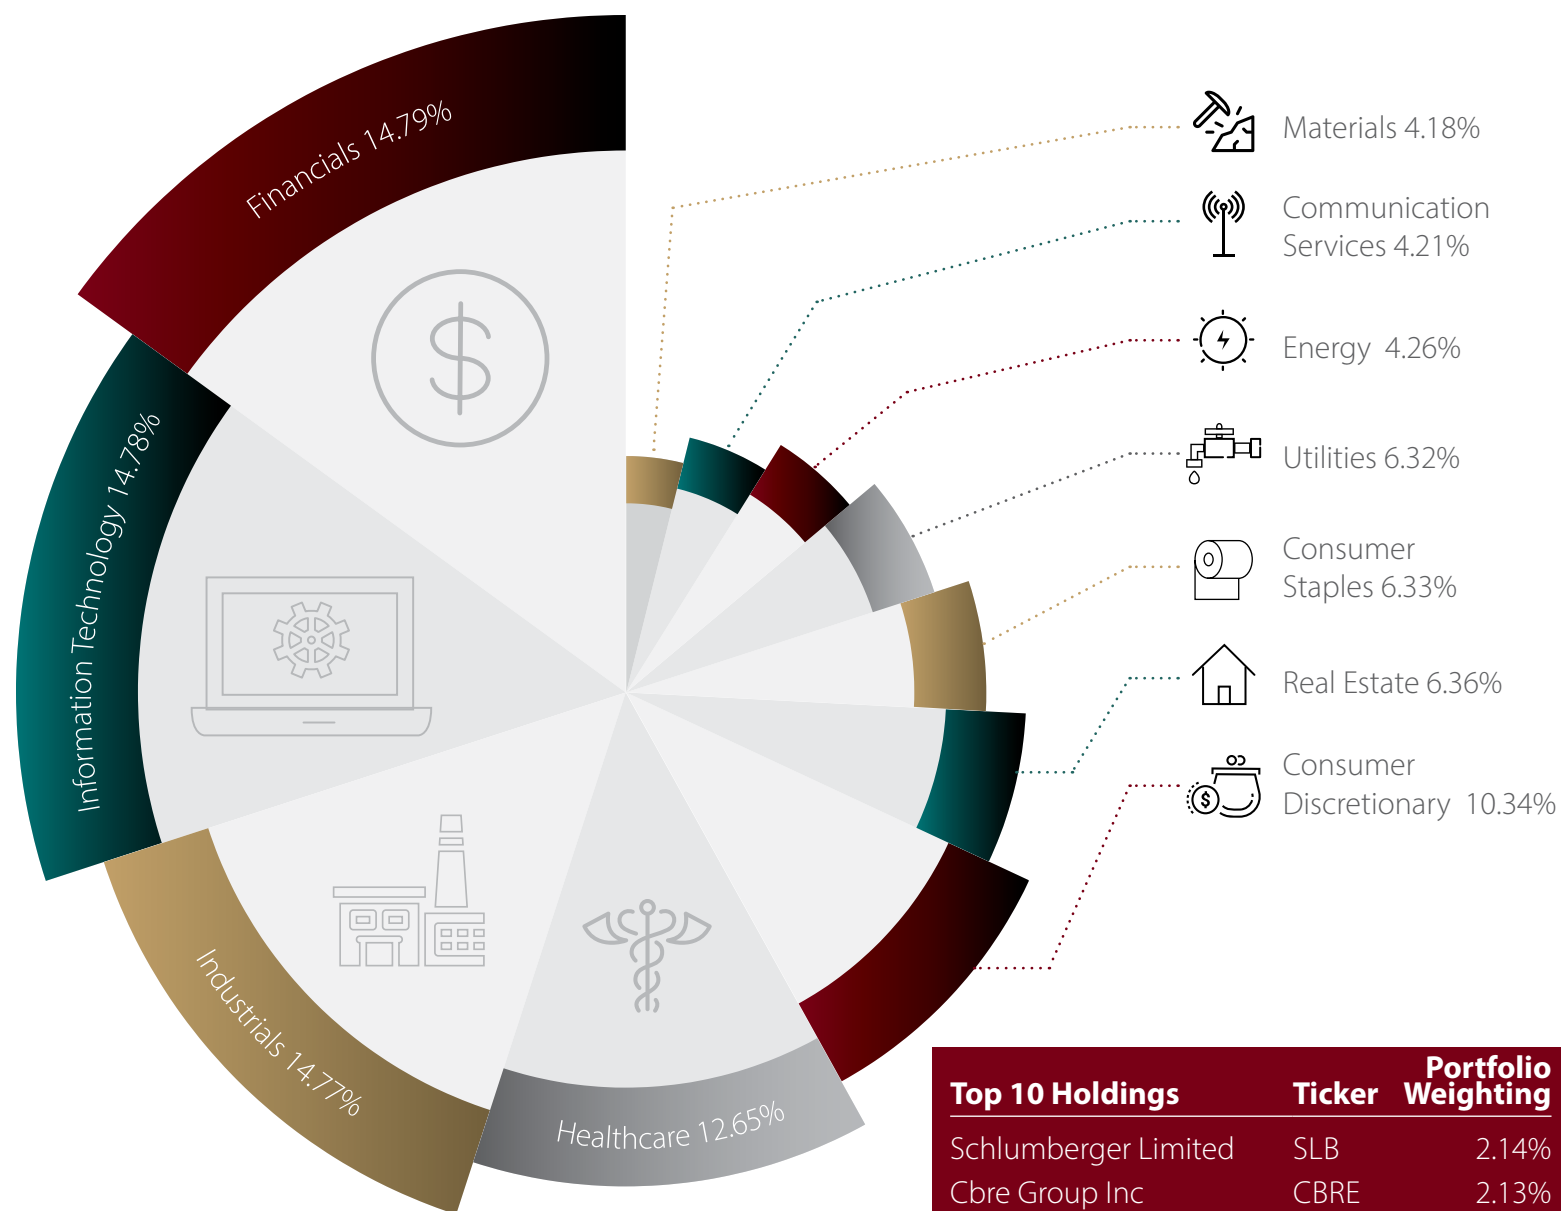 Financials 14.79%
Information Technology 14.78%
Industrials 14.77%
Healthcare 12.65%
Materials 4.18%
Communication
Services 4.21%
Energy 4.26%
Utilities 6.32%
Consumer
Staples 6.33%
Real Estate 6.36%
Consumer
Discretionary 10.34%
$
$
Top 10 Holdings Ticker Portfolio Weighting
Schlumberger Limited SLB 2.14%
Cbre Group Inc CBRE 2.13%